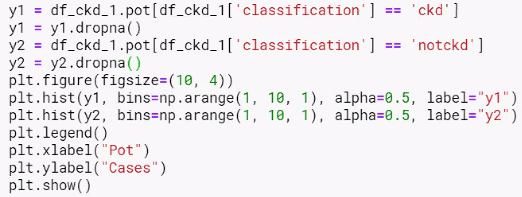 y1 = df_ckd_1.pot[df_ckd_1['classification'] == 'ckd']
y1 = y1.dropna()
y2 = df_ckd_1.pot[df_ckd_1['classification'] == 'notckd']
y2 = y2.dropna()
plt.figure(figsize=(10, 4))
plt.hist(y1, bins=np.arange(1, 10, 1), alpha=0.5, label="y1")
plt.hist(y2, bins=np.arange(1, 10, 1), alpha=0.5, label="y2")
plt.legend()
plt.xlabel("Pot")
plt.ylabel("Cases")
plt.show()